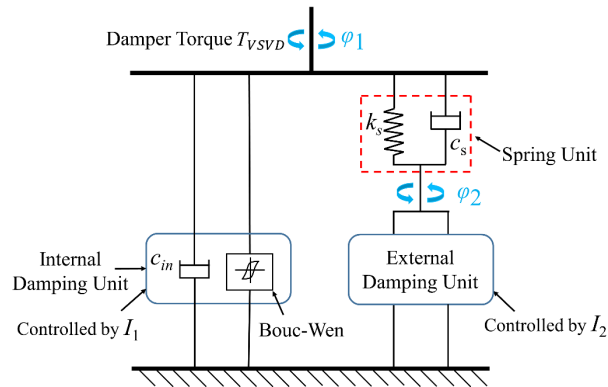 Damper Torque T_VSVD
φ1
k_s
c_s
Spring Unit
φ2
Internal
Damping Unit
c_in
External
Damping Unit
Controlled by I_1
Bouc-Wen
Controlled by I_2